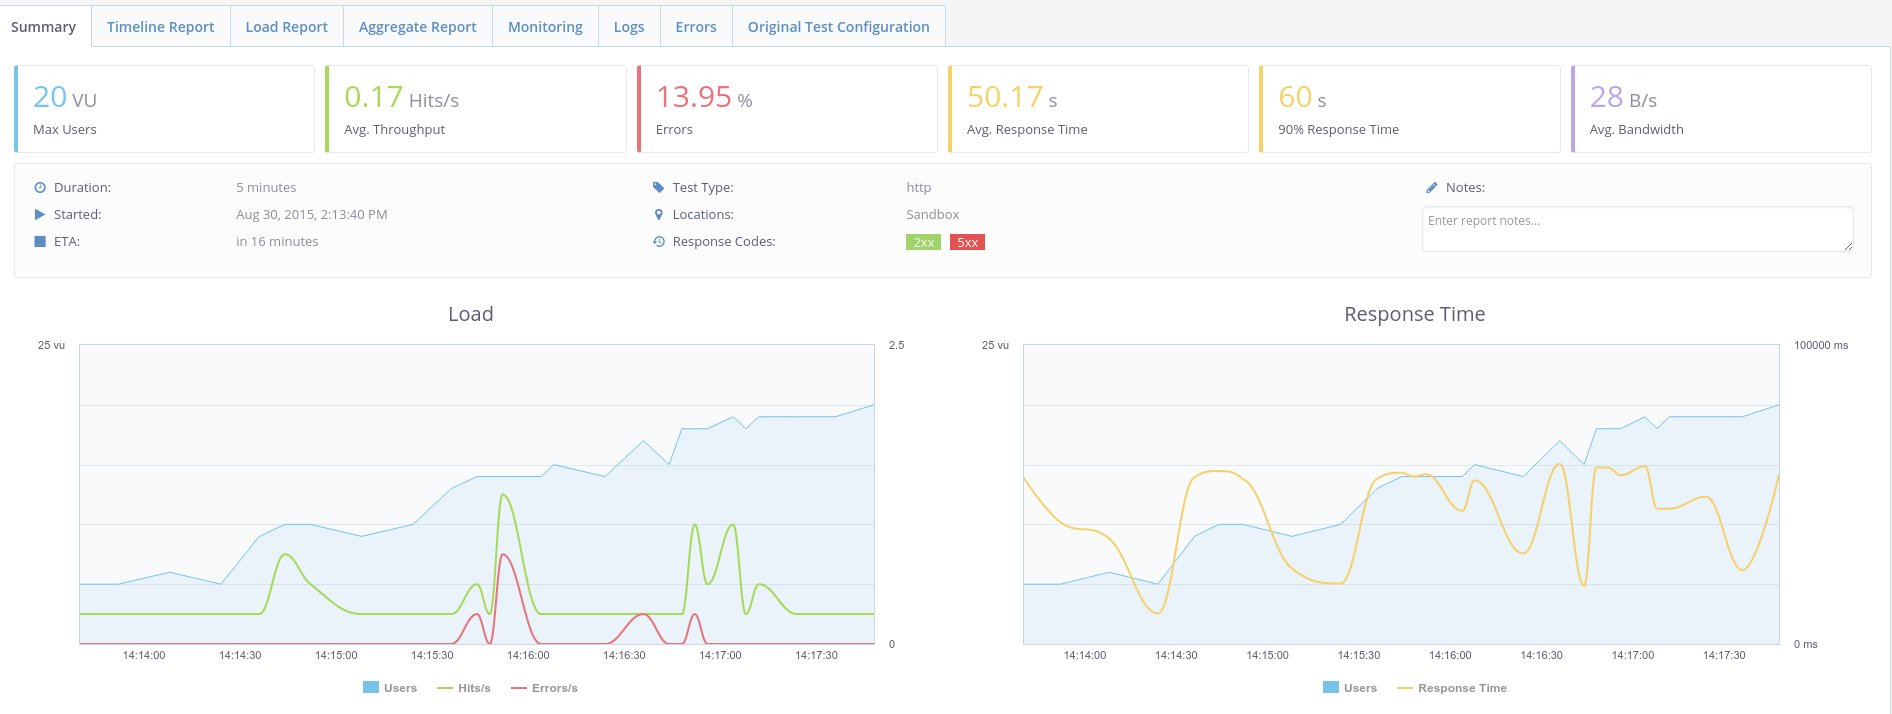 Summary Timeline Report Load Report Aggregate Report Monitoring Logs Errors Original Test Configuration
20 VU 0.17 Hits/s 13.95 % 50.17 s 60 s 28 B/s
Max Users Avg. Throughput Errors Avg. Response Time 90% Response Time Avg. Bandwidth
Duration: 5 minutes Test Type: http Notes:
Started: Aug 30, 2015, 2:13:40 PM Locations: Sandbox Enter report notes...
ETA: in 16 minutes Response Codes: 2xx 5xx
Load
25 vu 2.5
0
14:14:00 14:14:30 14:15:00 14:15:30 14:16:00 14:16:30 14:17:00 14:17:30
Users Hits/s Errors/s
Response Time
25 vu 100000 ms
0 ms
14:14:00 14:14:30 14:15:00 14:15:30 14:16:00 14:16:30 14:17:00 14:17:30
Users Response Time